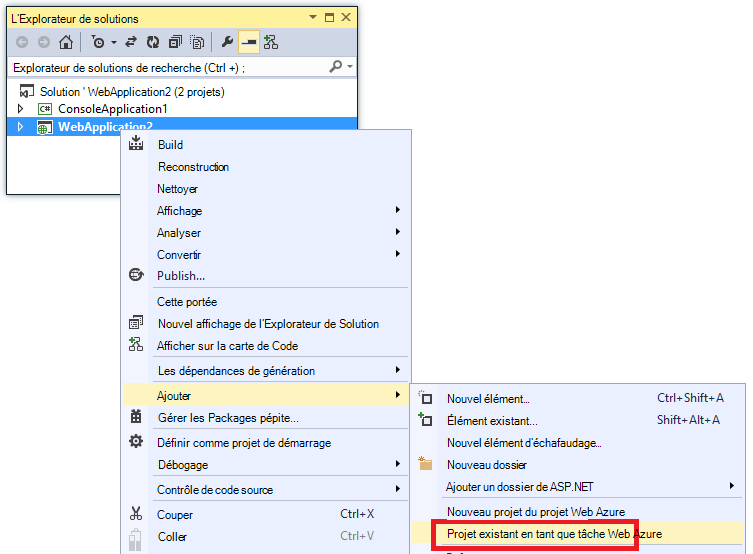 L'Explorateur de solutions
Explorateur de solutions de recherche (Ctrl +) ;
Solution ' WebApplication2 (2 projets)
C# ConsoleApplication1
WebApplication2
Build
Reconstruction
Nettoyer
Affichage
Analyser
Convertir
Publish...
Cette portée
Nouvel affichage de l'Explorateur de Solution
Afficher sur la carte de Code
Les dépendances de génération
Ajouter
Gérer les Packages pépite...
Définir comme projet de démarrage
Débogage
Contrôle de code source
Couper Ctrl+X
Coller Ctrl+V
Nouvel élément... Ctrl+Shift+A
Élément existant... Shift+Alt+A
Nouvel élément d'échafaudage...
Nouveau dossier
Ajouter un dossier de ASP.NET
Nouveau projet du projet Web Azure
Projet existant en tant que tâche Web Azure